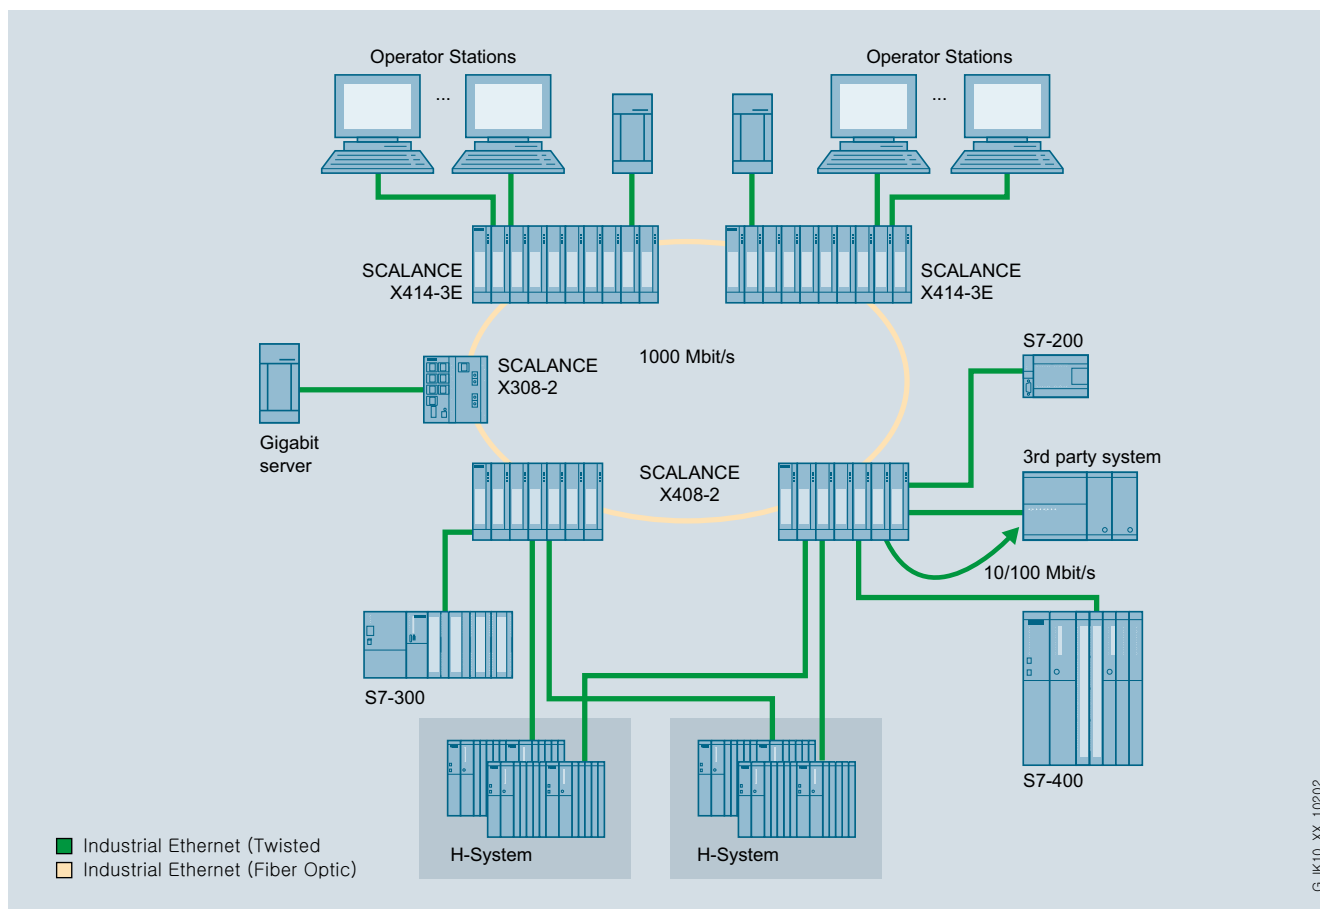 Operator Stations
Operator Stations
...
...
SCALANCE
X414-3E
SCALANCE
X414-3E
1000 Mbit/s
S7-200
SCALANCE
X308-2
Gigabit
server
SCALANCE
X408-2
3rd party system
10/100 Mbit/s
S7-300
S7-400
H-System
H-System
Industrial Ethernet (Twisted
Industrial Ethernet (Fiber Optic)
G_IK10_XX_10202